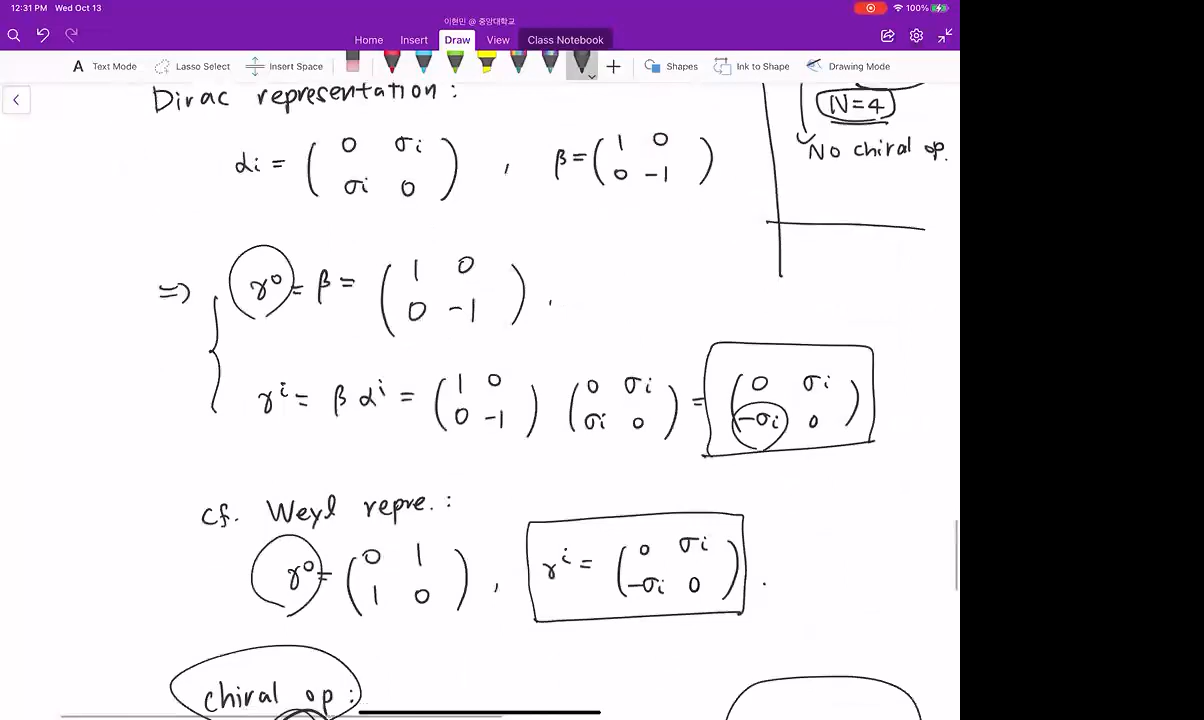 12:31 PM Wed Oct 13
100%
이현민 @ 중앙대학교
Home Insert Draw View Class Notebook
A Text Mode Lasso Select Insert Space Shapes Ink to Shape Drawing Mode
Dirac representation :
N=4
No chiral op.
αi = ( 0 σi
σi 0 ) , β = ( 1 0
0 -1 )
⇒ { γ⁰ = β = ( 1 0
0 -1 ) .
γⁱ = β αⁱ = ( 1 0
0 -1 ) ( 0 σi
σi 0 ) = ( 0 σi
-σi 0 )
cf. Weyl repre. :
γ⁰ = ( 0 1
1 0 ) , γⁱ = ( 0 σi
-σi 0 ) .
chiral op :